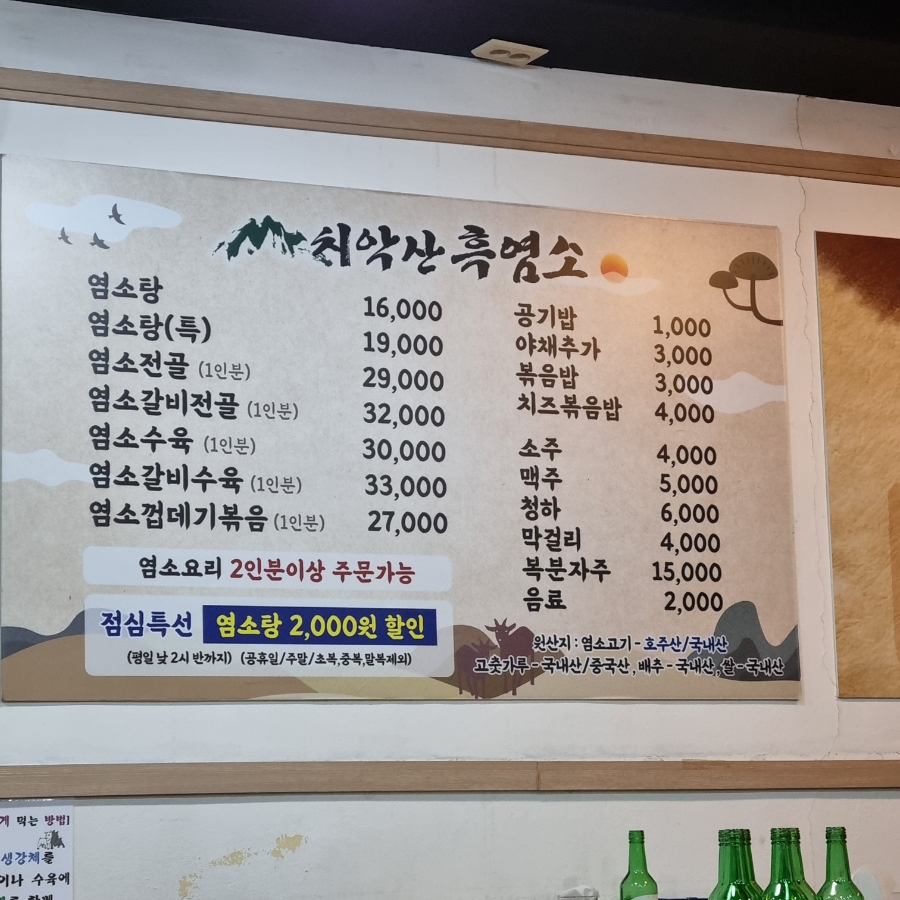 치악산 흑염소
염소탕 16,000
염소탕(특) 19,000
염소전골 (1인분) 29,000
염소갈비전골 (1인분) 32,000
염소수육 (1인분) 30,000
염소갈비수육 (1인분) 33,000
염소껍데기볶음 (1인분) 27,000
염소요리 2인분이상 주문가능
점심특선 염소탕 2,000원 할인
(평일 낮 2시 반까지) (공휴일/주말/초복,중복,말복제외)
공기밥 1,000
야채추가 3,000
볶음밥 3,000
치즈볶음밥 4,000
소주 4,000
맥주 5,000
청하 6,000
막걸리 4,000
복분자주 15,000
음료 2,000
원산지 : 염소고기 - 호주산/국내산
고춧가루 - 국내산/중국산, 배추 - 국내산, 쌀 - 국내산
게 먹는 방법!
생강채를
이나 수육에